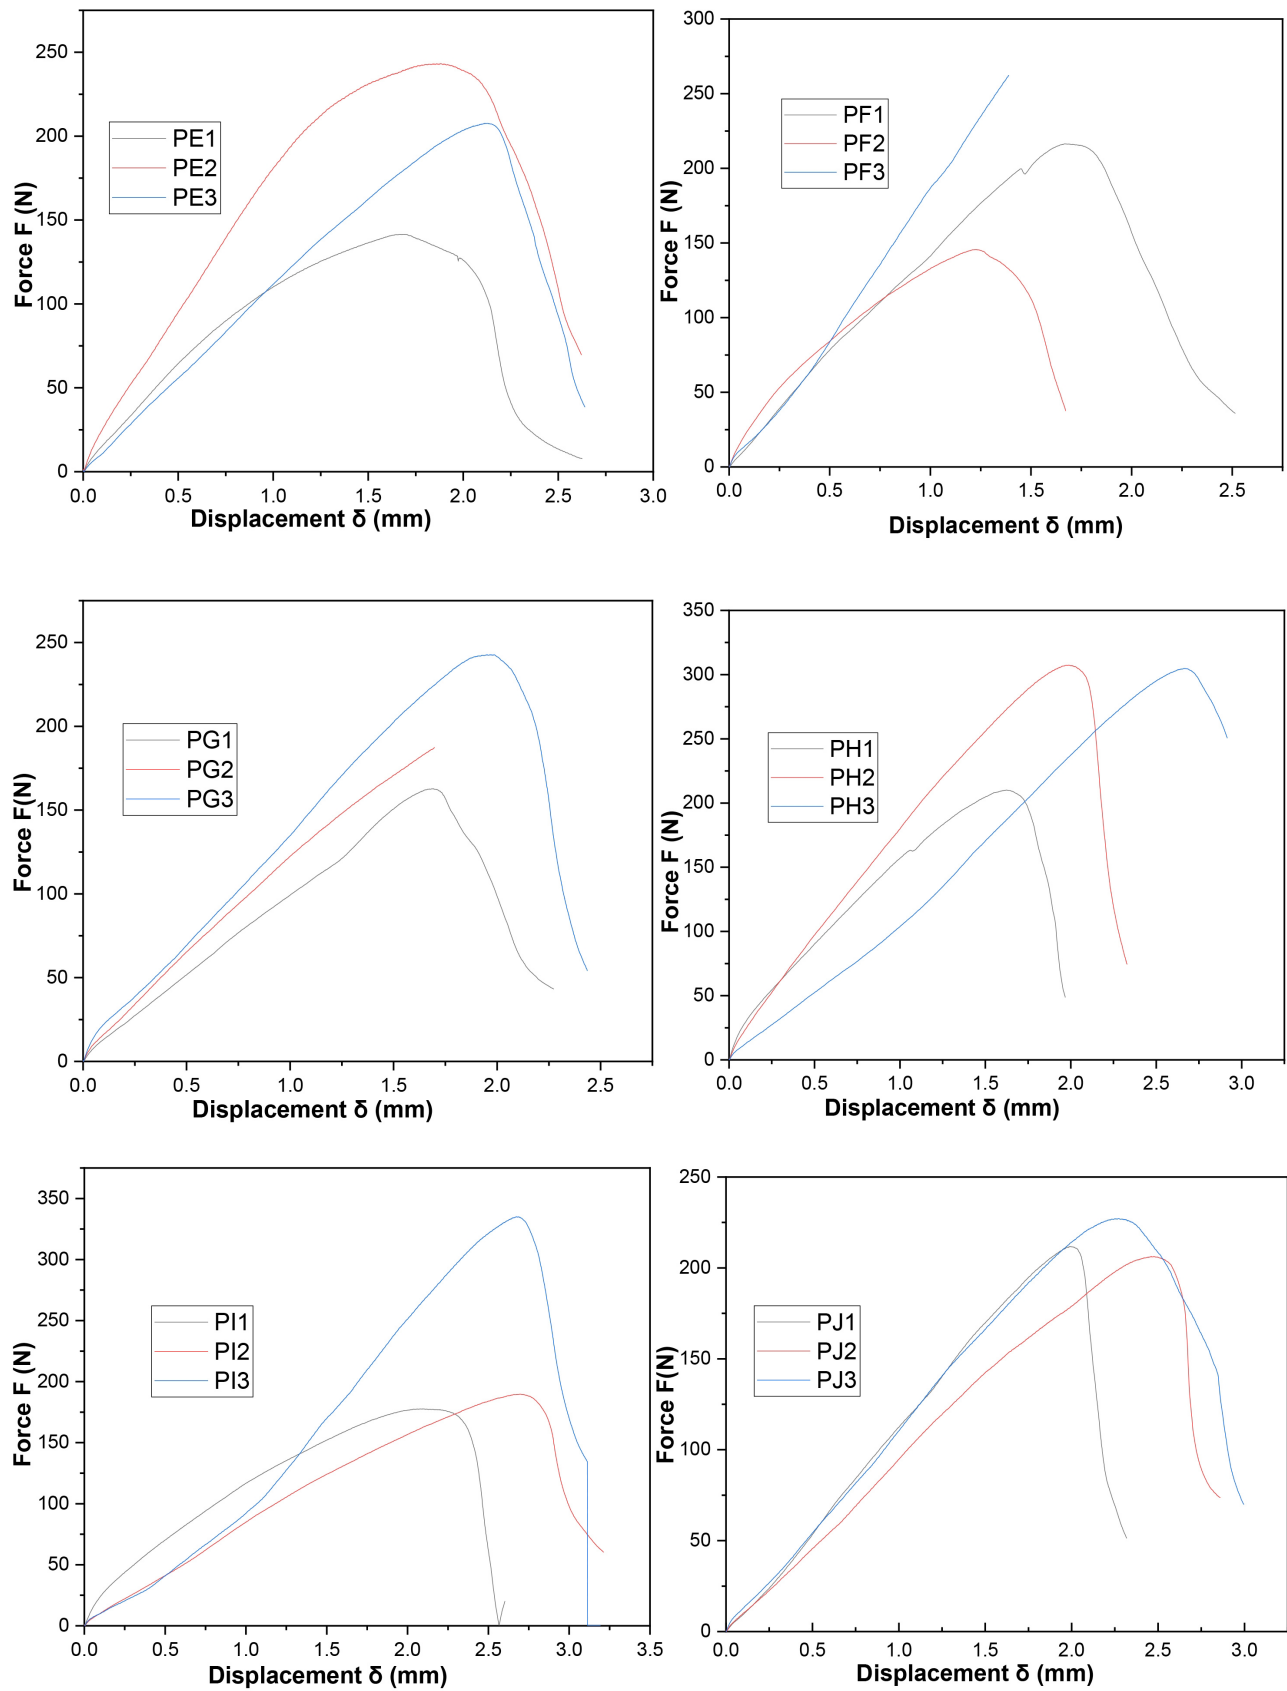 250
200
150
100
50
0
Force F (N)
PE1
PE2
PE3
0.0 0.5 1.0 1.5 2.0 2.5 3.0
Displacement δ (mm)
300
250
200
150
100
50
0
Force F (N)
PF1
PF2
PF3
0.0 0.5 1.0 1.5 2.0 2.5
Displacement δ (mm)
250
200
150
100
50
0
Force F(N)
PG1
PG2
PG3
0.0 0.5 1.0 1.5 2.0 2.5
Displacement δ (mm)
350
300
250
200
150
100
50
0
Force F (N)
PH1
PH2
PH3
0.0 0.5 1.0 1.5 2.0 2.5 3.0
Displacement δ (mm)
350
300
250
200
150
100
50
0
Force F (N)
PI1
PI2
PI3
0.0 0.5 1.0 1.5 2.0 2.5 3.0 3.5
Displacement δ (mm)
250
200
150
100
50
0
Force F(N)
PJ1
PJ2
PJ3
0.0 0.5 1.0 1.5 2.0 2.5 3.0
Displacement δ (mm)